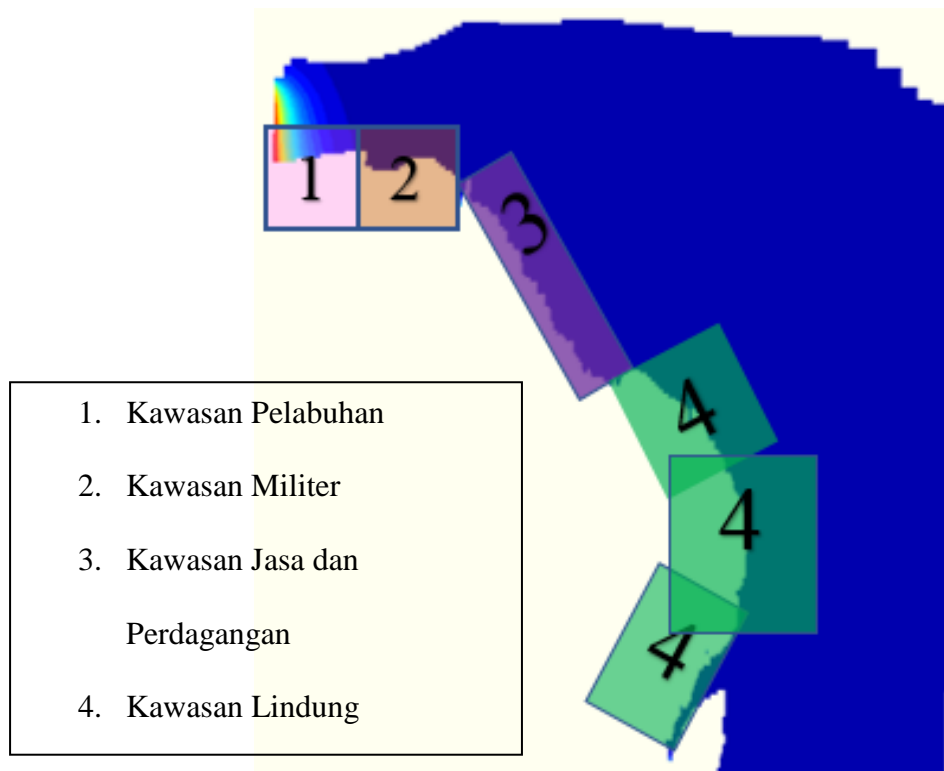 1
2
3
4
4
4
1. Kawasan Pelabuhan
2. Kawasan Militer
3. Kawasan Jasa dan
Perdagangan
4. Kawasan Lindung